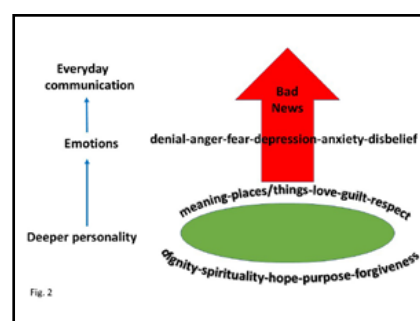 Everyday
communication
Emotions
Deeper personality
Bad
News
denial-anger-fear-depression-anxiety-disbelief
meaning-places/things-love-guilt-respect
dignity-spirituality-hope-purpose-forgiveness
Fig. 2